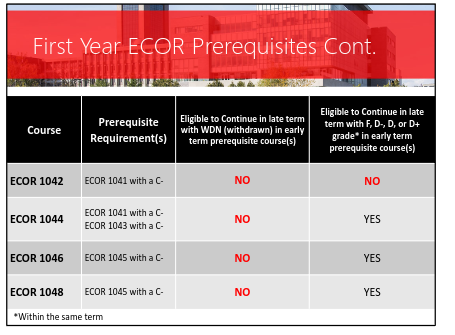 First Year ECOR Prerequisites Cont.
Course
Prerequisite
Requirement(s)
Eligible to Continue in late term
with WDN (withdrawn) in early
term prerequisite course(s)
Eligible to Continue in late
term with F, D-, D, or D+
grade* in early term
prerequisite course(s)
ECOR 1042
ECOR 1041 with a C-
NO
NO
ECOR 1044
ECOR 1041 with a C-
ECOR 1043 with a C-
NO
YES
ECOR 1046
ECOR 1045 with a C-
NO
YES
ECOR 1048
ECOR 1045 with a C-
NO
YES
*Within the same term